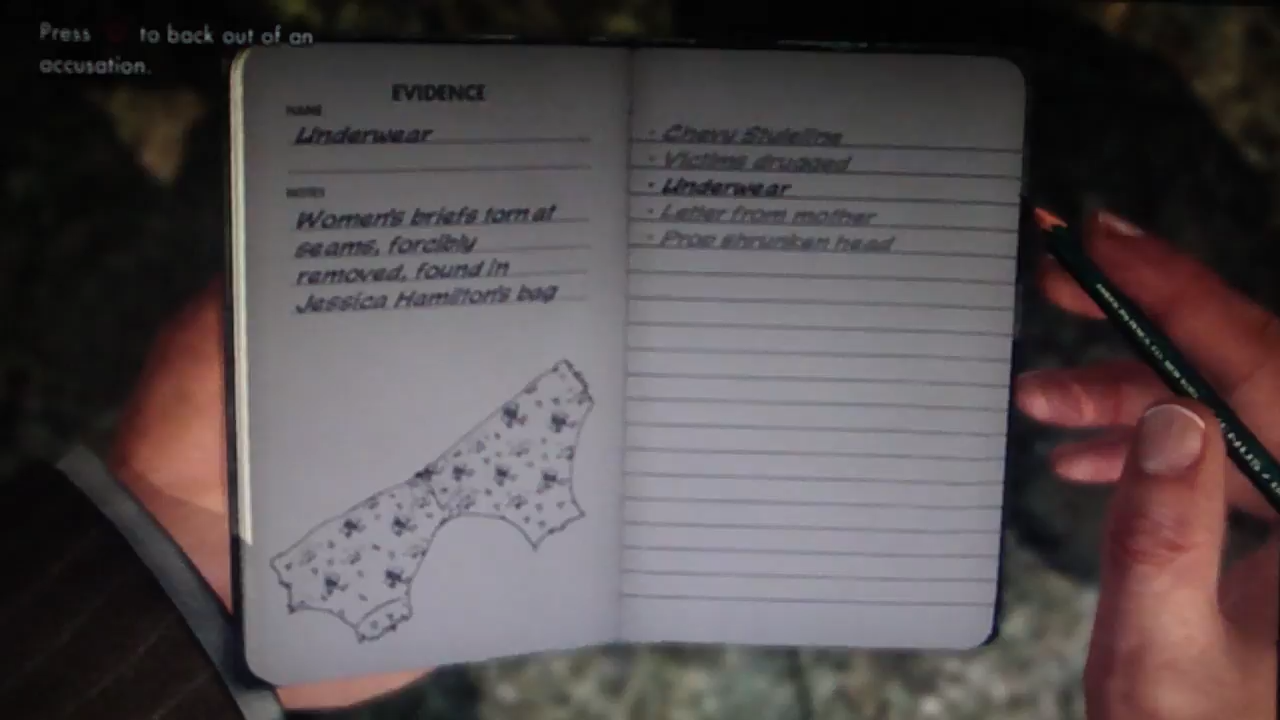 Press to back out of an
accusation.
EVIDENCE
NAME
Underwear
NOTES
Women's briefs torn at
seams, forcibly
removed, found in
Jessica Hamilton's bag
· Chevy Styleline
· Victims drugged
· Underwear
· Letter from mother
· Prop shrunken head